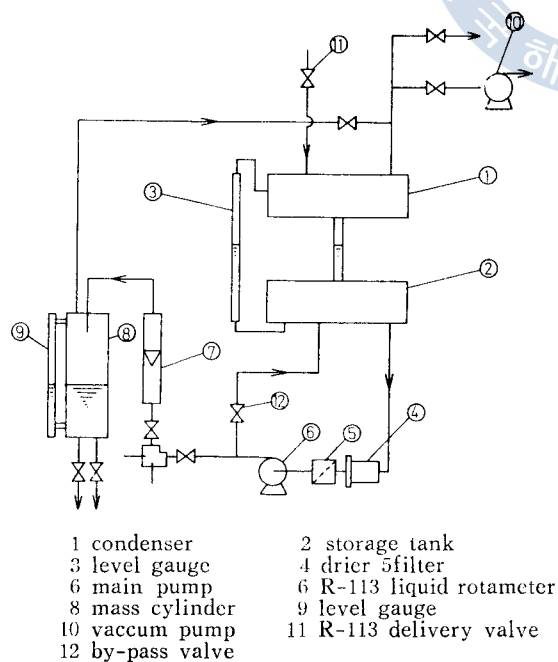 국해
⑪
⑩
③
①
②
⑨
⑧
⑦
⑫
⑥
⑤
④
1 condenser
2 storage tank
3 level gauge
4 drier 5filter
6 main pump
6 R-113 liquid rotameter
8 mass cylinder
9 level gauge
10 vaccum pump
11 R-113 delivery valve
12 by-pass valve